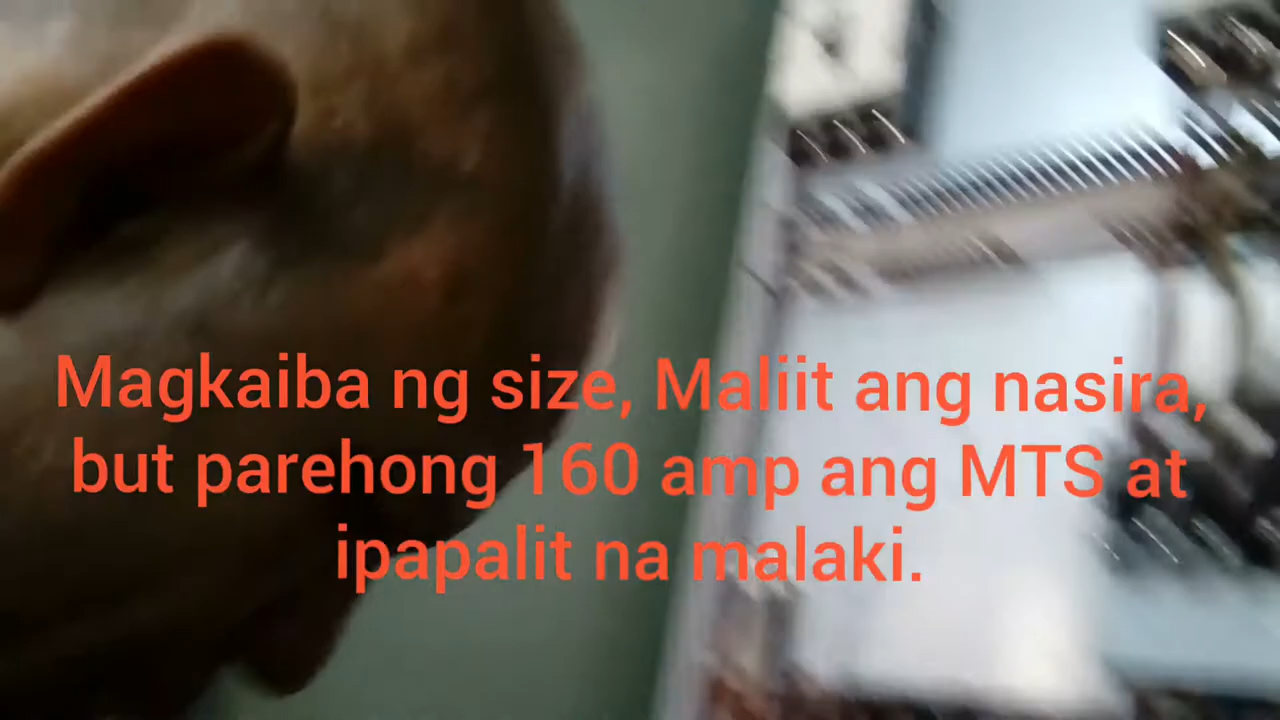 Magkaiba ng size, Maliit ang nasira,
but parehong 160 amp ang MTS at
ipapalit na malaki.